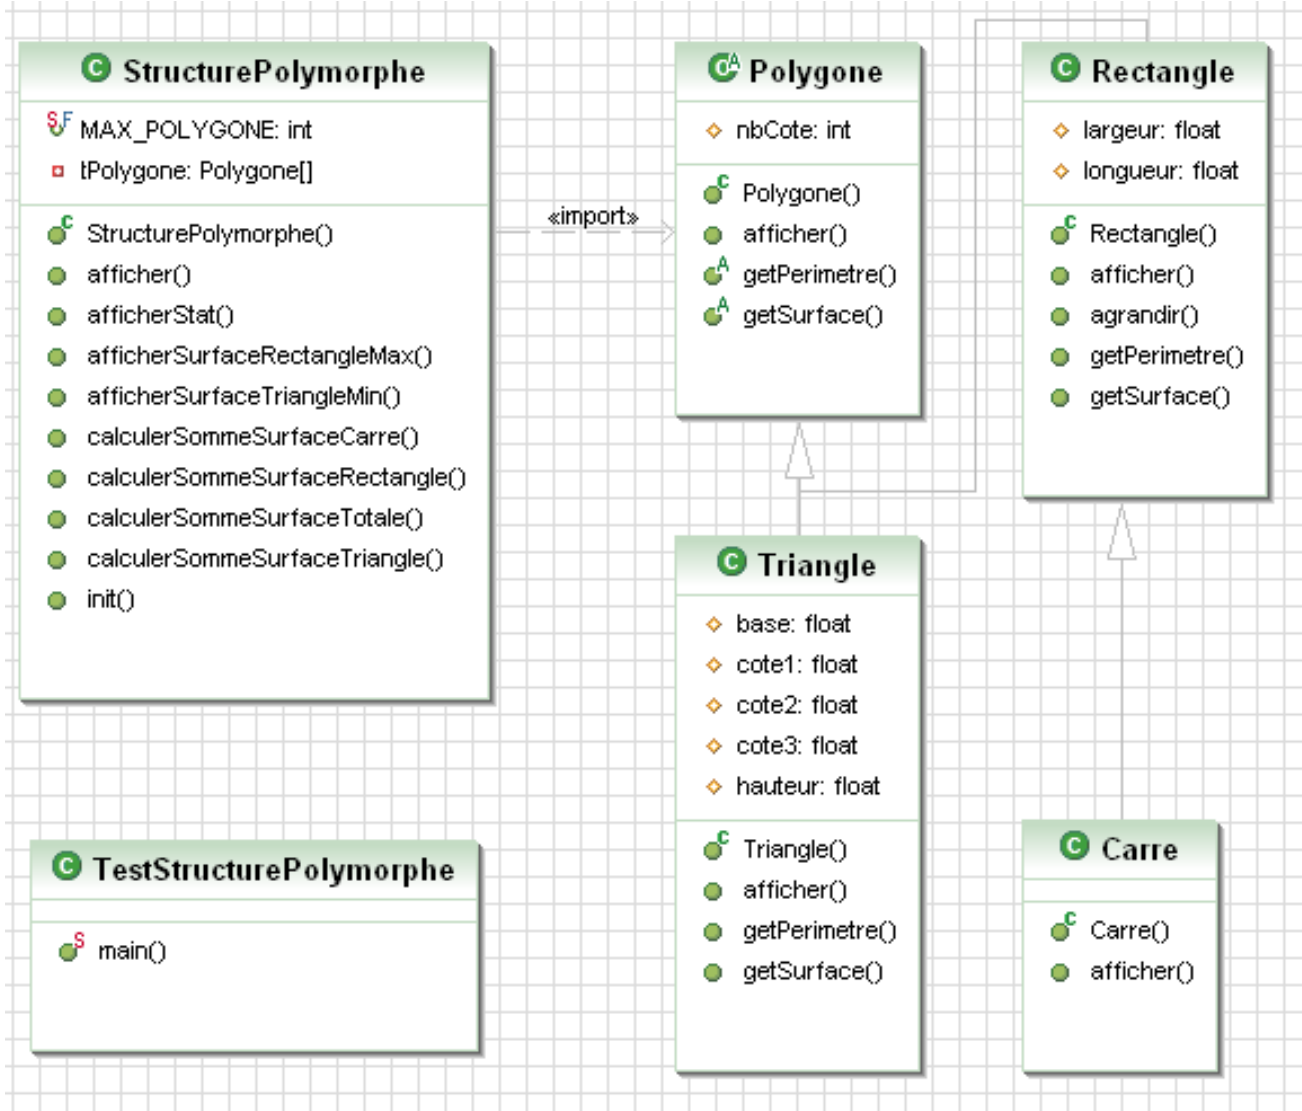 StructurePolymorphe
MAX_POLYGONE: int
tPolygone: Polygone[]
StructurePolymorphe()
afficher()
afficherStat()
afficherSurfaceRectangleMax()
afficherSurfaceTriangleMin()
calculerSommeSurfaceCarre()
calculerSommeSurfaceRectangle()
calculerSommeSurfaceTotale()
calculerSommeSurfaceTriangle()
init()
«import»
Polygone
nbCote: int
Polygone()
afficher()
getPerimetre()
getSurface()
Rectangle
largeur: float
longueur: float
Rectangle()
afficher()
agrandir()
getPerimetre()
getSurface()
Triangle
base: float
cote1: float
cote2: float
cote3: float
hauteur: float
Triangle()
afficher()
getPerimetre()
getSurface()
TestStructurePolymorphe
main()
Carre
Carre()
afficher()